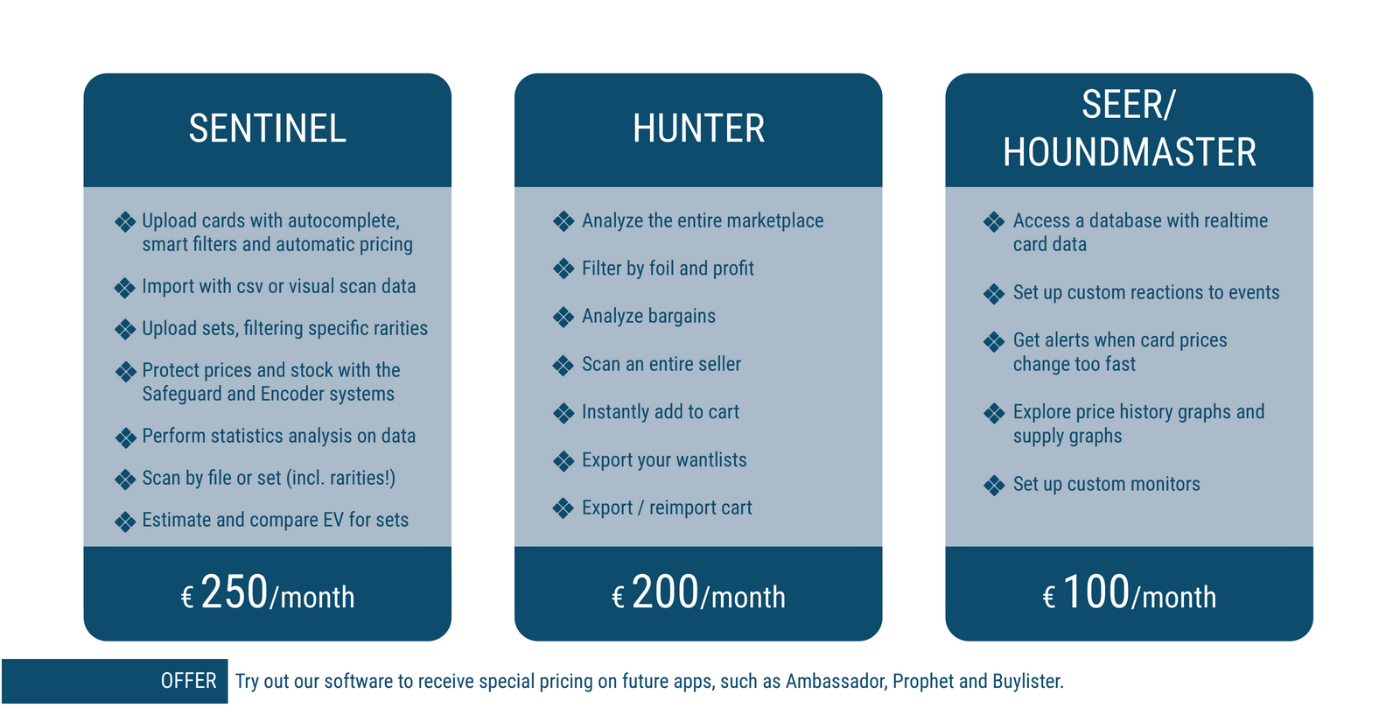 SENTINEL
Upload cards with autocomplete,
smart filters and automatic pricing
Import with csv or visual scan data
Upload sets, filtering specific rarities
Protect prices and stock with the
Safeguard and Encoder systems
Perform statistics analysis on data
Scan by file or set (incl. rarities!)
Estimate and compare EV for sets
€ 250/month
HUNTER
Analyze the entire marketplace
Filter by foil and profit
Analyze bargains
Scan an entire seller
Instantly add to cart
Export your wantlists
Export / reimport cart
€ 200/month
SEER/
HOUNDMASTER
Access a database with realtime
card data
Set up custom reactions to events
Get alerts when card prices
change too fast
Explore price history graphs and
supply graphs
Set up custom monitors
€ 100/month
OFFER Try out our software to receive special pricing on future apps, such as Ambassador, Prophet and Buylister.